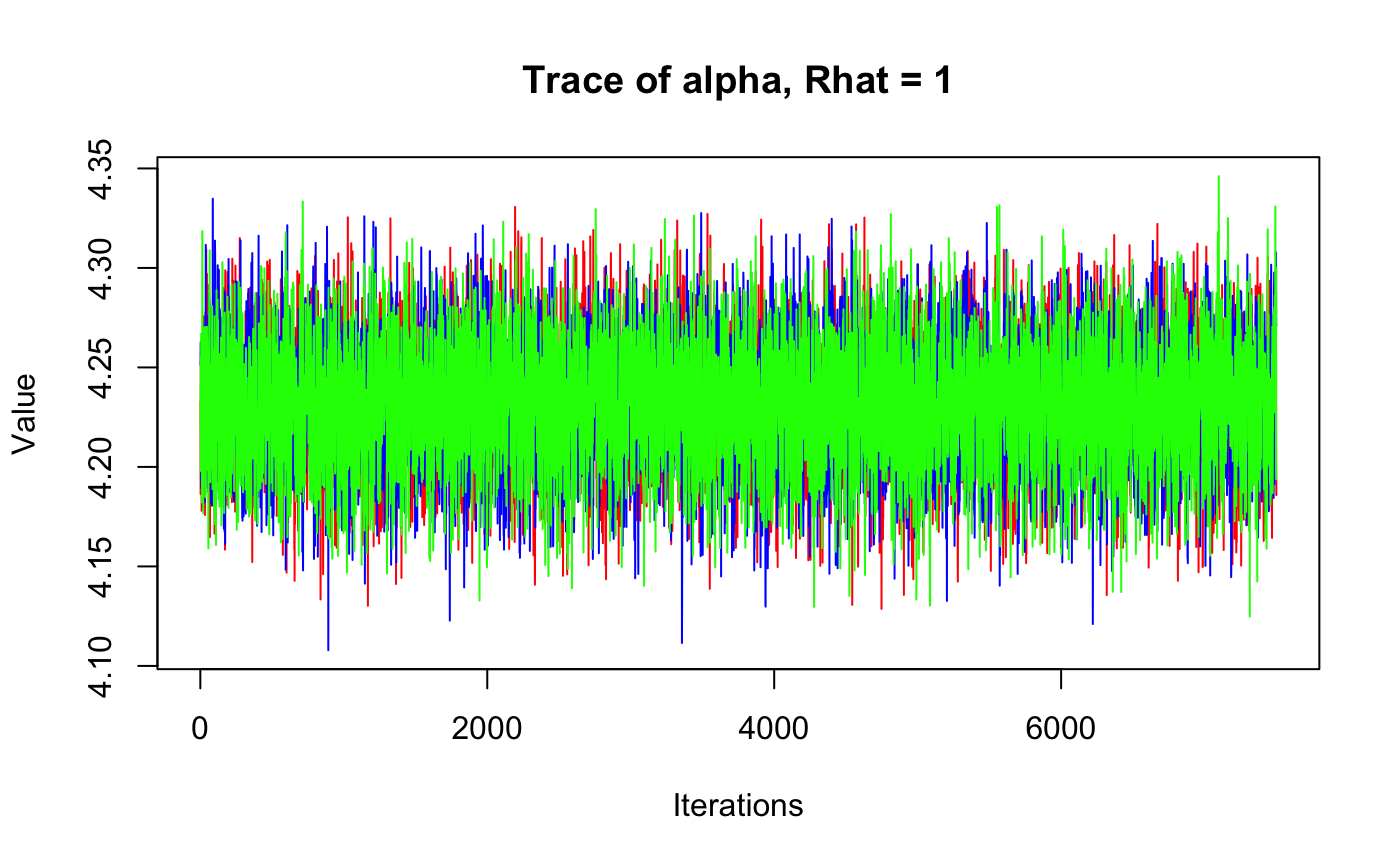 Trace of alpha, Rhat = 1
4.35
4.30
4.25
4.20
4.15
4.10
Value
0 2000 4000 6000
Iterations